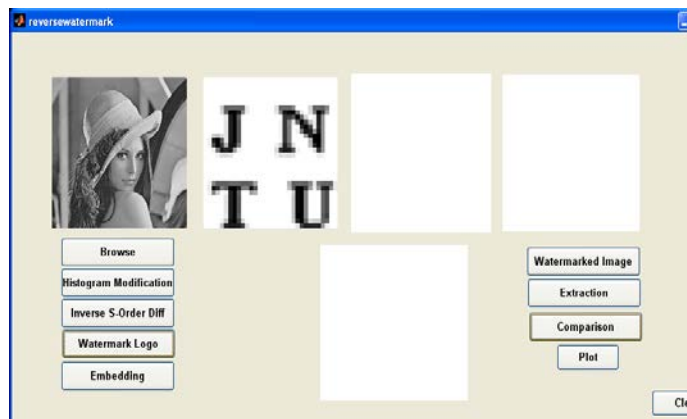 reversewatermark
J N
T U
Browse
Histogram Modification
Inverse S-Order Diff
Watermark Logo
Embedding
Watermarked Image
Extraction
Comparison
Plot